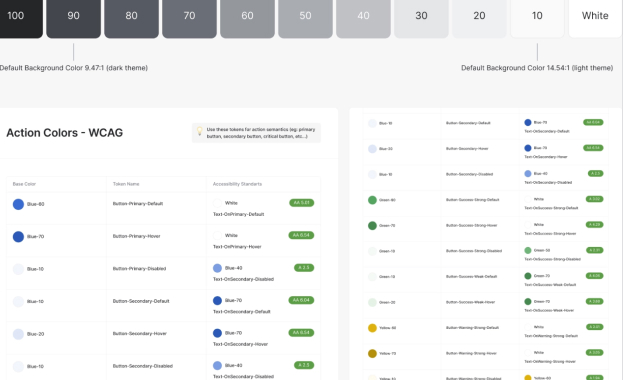 100 90 80 70 60 50 40 30 20 10 White
Default Background Color 9.47:1 (dark theme)
Default Background Color 14.54:1 (light theme)
Action Colors - WCAG
Use these tokens for action semantics (eg: primary
button, secondary button, critical button, etc...)
Base Color Token Name Accessibility Standarts
Blue-60 Button-Primary-Default White
Text-OnPrimary-Default
Blue-70 Button-Primary-Hover White AA 8.04
Text-OnPrimary-Hover
Blue-10 Button-Primary-Disabled Blue-40 A 2.5
Text-OnSecondary-Disabled
Blue-10 Button-Secondary-Default Blue-70 AA 8.04
Text-OnSecondary-Default
Blue-20 Button-Secondary-Hover Blue-70 AA 6.54
Text-OnSecondary-Hover
Blue-10 Button-Secondary-Disabled Blue-40 A 2.5
Text-OnSecondary-Disabled
Blue-10 Button-Secondary-Default Blue-70
Text-OnSecondary-Default
Blue-20 Button-Secondary-Hover Blue-70
Text-OnSecondary-Hover
Blue-10 Button-Secondary-Disabled Blue-40 A 2.5
Text-OnSecondary-Disabled
Green-60 Button-Success-Strong-Default White
Text-OnSuccess-Strong-Default
Green-70 Button-Success-Strong-Hover White
Text-OnSuccess-Strong-Hover
Green-10 Button-Success-Strong-Disabled Green-50
Text-OnSuccess-Strong-Disabled
Green-10 Button-Success-Weak-Default Green-70
Text-OnSuccess-Weak-Default
Green-20 Button-Success-Weak-Hover Green-70
Text-OnSuccess-Weak-Hover
Button-Warning-Strong-Default White
Text-OnWarning-Strong-Default
Yellow-70 Button-Warning-Strong-Hover White
Text-OnWarning-Strong-Hover
Button-Warning-Strong-Disabled